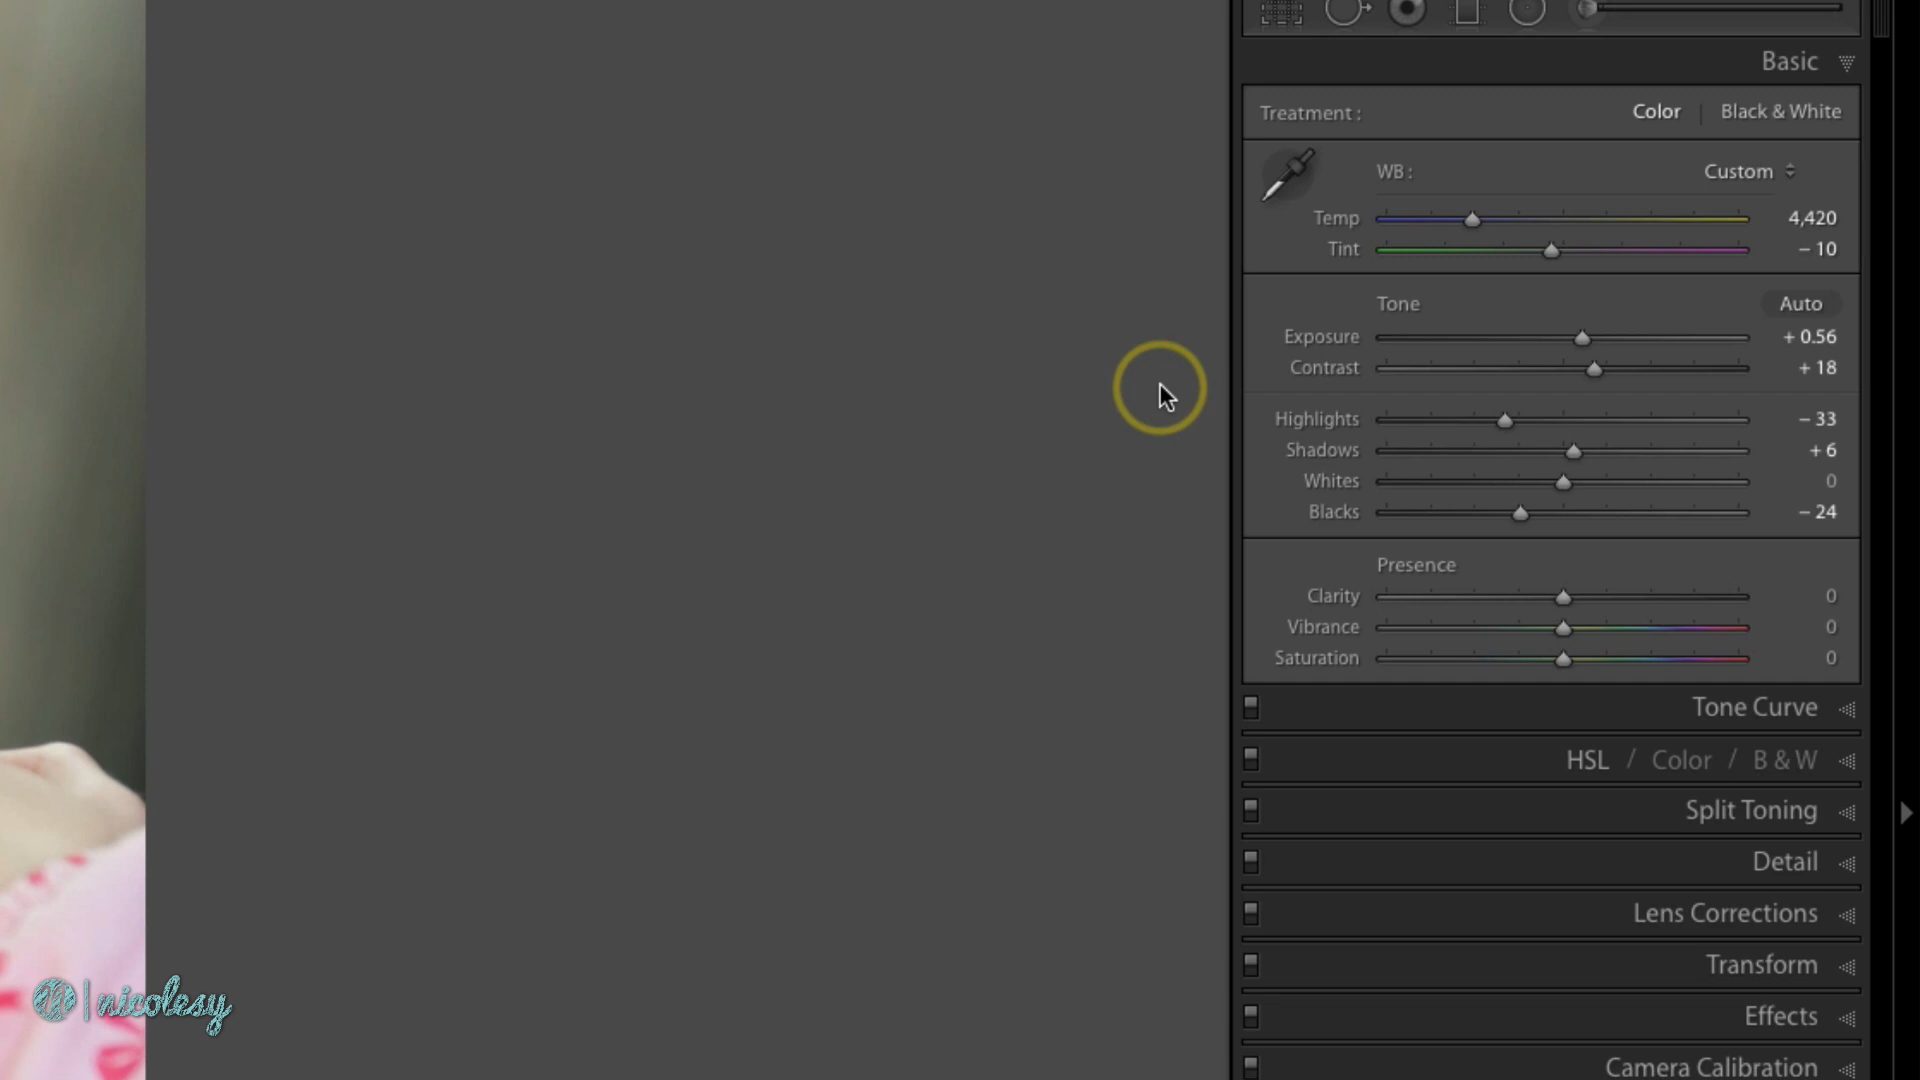 Basic
Treatment : Color | Black & White
WB : Custom
Temp 4,420
Tint – 10
Tone Auto
Exposure + 0.56
Contrast + 18
Highlights – 33
Shadows + 6
Whites 0
Blacks – 24
Presence
Clarity 0
Vibrance 0
Saturation 0
Tone Curve
HSL / Color / B & W
Split Toning
Detail
Lens Corrections
Transform
Effects
Camera Calibration
nicolesy